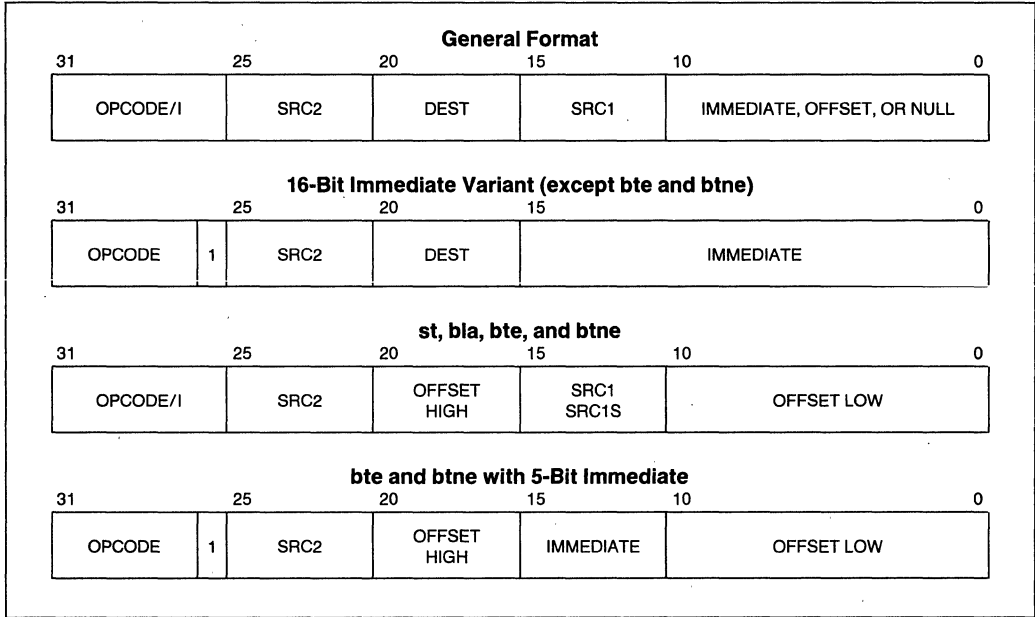 General Format
31 25 20 15 10 0
OPCODE/I SRC2 DEST SRC1 IMMEDIATE, OFFSET, OR NULL
16-Bit Immediate Variant (except bte and btne)
31 25 20 15 0
OPCODE 1 SRC2 DEST IMMEDIATE
st, bla, bte, and btne
31 25 20 15 10 0
OPCODE/I SRC2 OFFSET HIGH SRC1 SRC1S OFFSET LOW
bte and btne with 5-Bit Immediate
31 25 20 15 10 0
OPCODE 1 SRC2 OFFSET HIGH IMMEDIATE OFFSET LOW